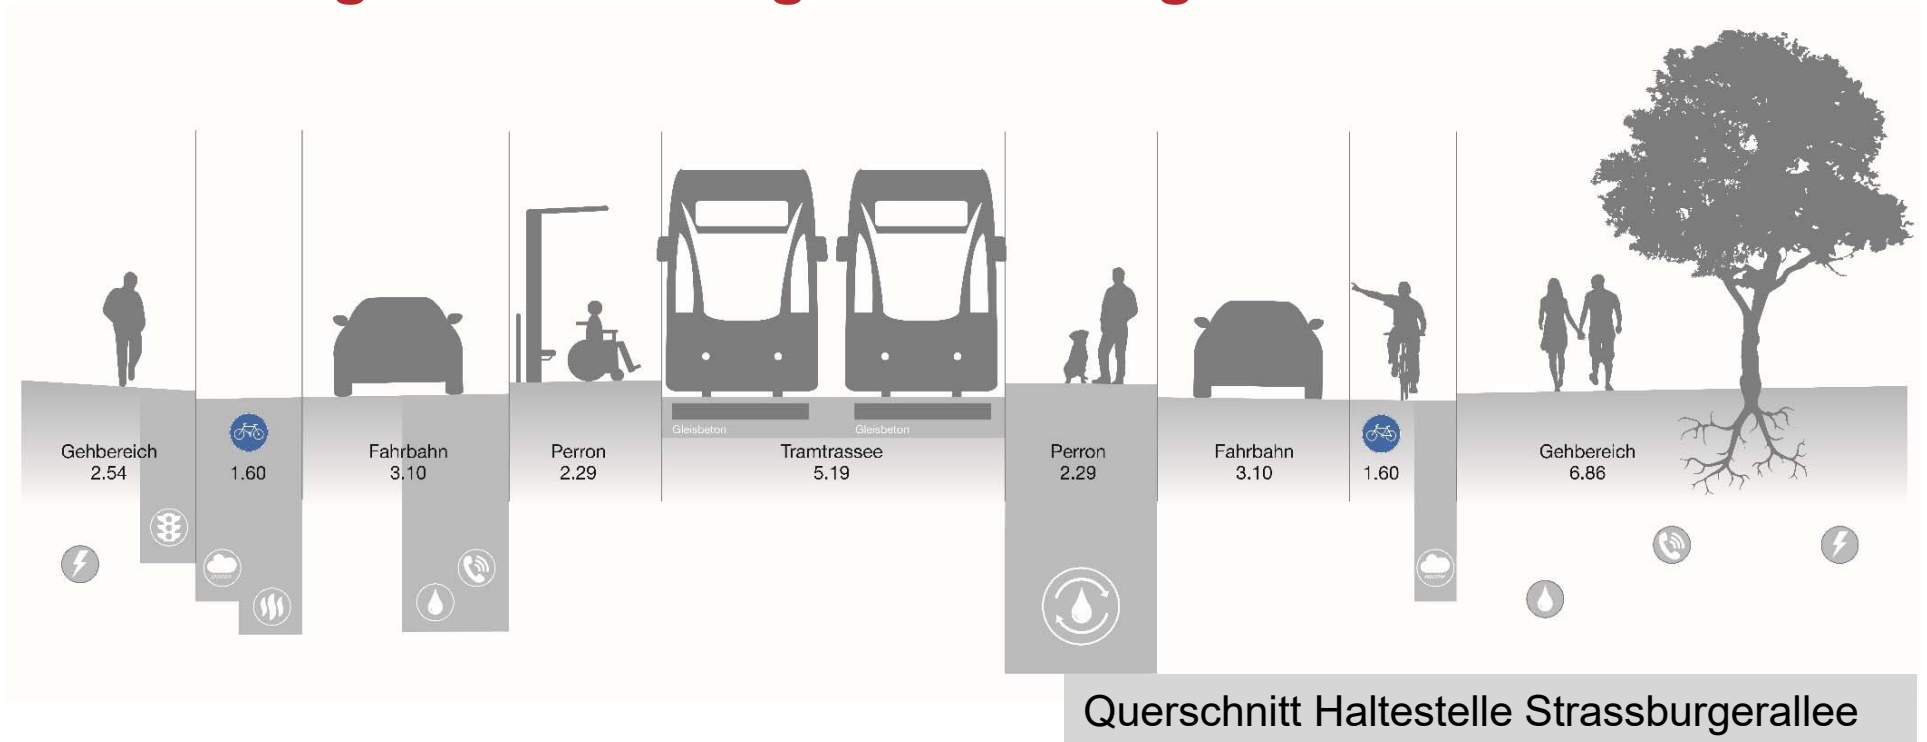 Gleisbeton
Gleisbeton
Gehbereich
2.54
1.60
Fahrbahn
3.10
Perron
2.29
Tramtrassee
5.19
Perron
2.29
Fahrbahn
3.10
1.60
Gehbereich
6.86
Querschnitt Haltestelle Strassburgerallee